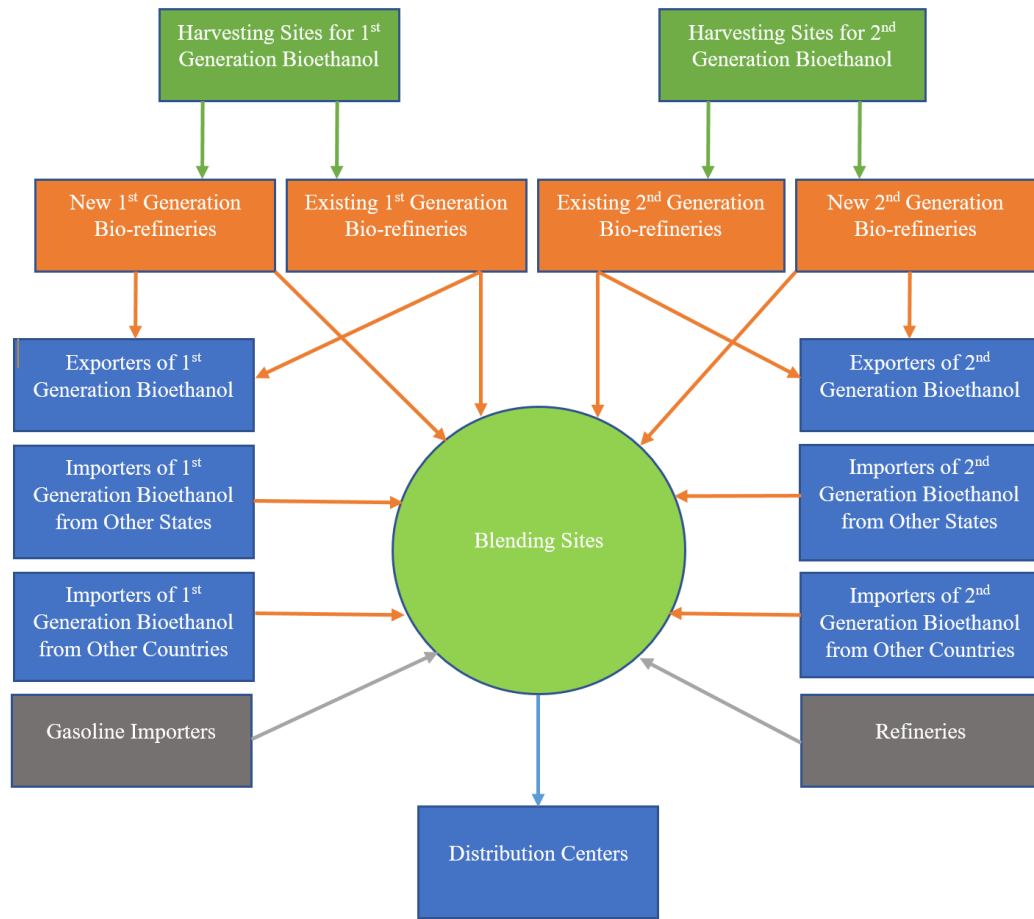 Harvesting Sites for 1st
Generation Bioethanol
Harvesting Sites for 2nd
Generation Bioethanol
New 1st Generation
Bio-refineries
Existing 1st Generation
Bio-refineries
Existing 2nd Generation
Bio-refineries
New 2nd Generation
Bio-refineries
Exporters of 1st
Generation Bioethanol
Exporters of 2nd
Generation Bioethanol
Importers of 1st
Generation Bioethanol
from Other States
Importers of 2nd
Generation Bioethanol
from Other States
Blending Sites
Importers of 1st
Generation Bioethanol
from Other Countries
Importers of 2nd
Generation Bioethanol
from Other Countries
Gasoline Importers
Refineries
Distribution Centers